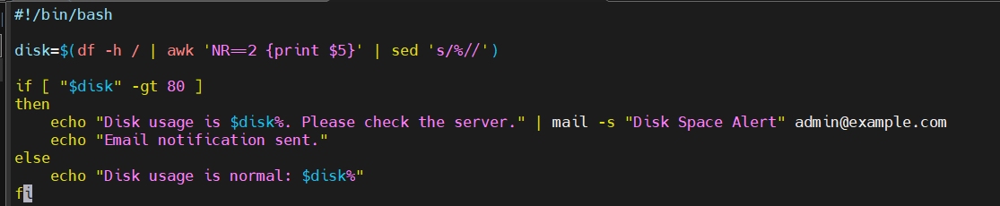 #!/bin/bash
disk=$(df -h / | awk 'NR==2 {print $5}' | sed 's/%//')
if [ "$disk" -gt 80 ]
then
    echo "Disk usage is $disk%. Please check the server." | mail -s "Disk Space Alert" admin@example.com
    echo "Email notification sent."
else
    echo "Disk usage is normal: $disk%"
fi